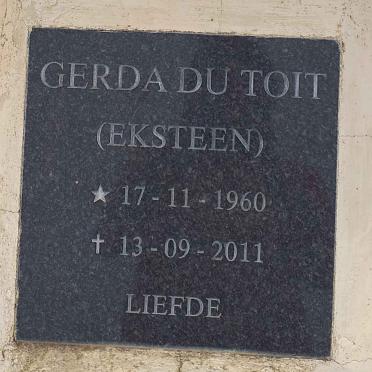 GERDA DU TOIT
(EKSTEEN)
★ 17 - 11 - 1960
✝ 13 - 09 - 2011
LIEFDE